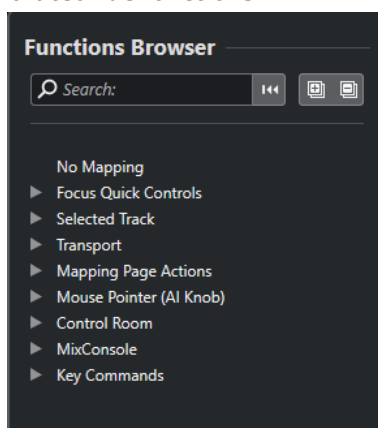 Functions Browser
Search:
No Mapping
Focus Quick Controls
Selected Track
Transport
Mapping Page Actions
Mouse Pointer (AI Knob)
Control Room
MixConsole
Key Commands